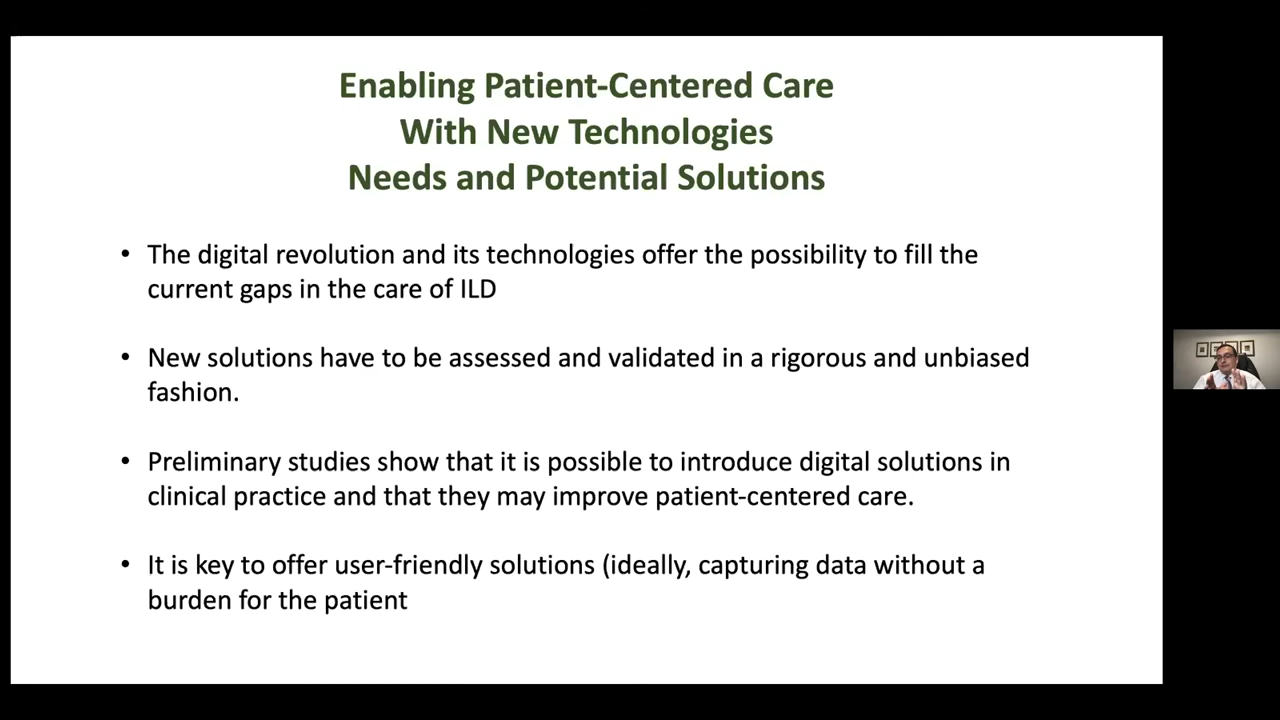 Enabling Patient-Centered Care
With New Technologies
Needs and Potential Solutions
• The digital revolution and its technologies offer the possibility to fill the
current gaps in the care of ILD
• New solutions have to be assessed and validated in a rigorous and unbiased
fashion.
• Preliminary studies show that it is possible to introduce digital solutions in
clinical practice and that they may improve patient-centered care.
• It is key to offer user-friendly solutions (ideally, capturing data without a
burden for the patient